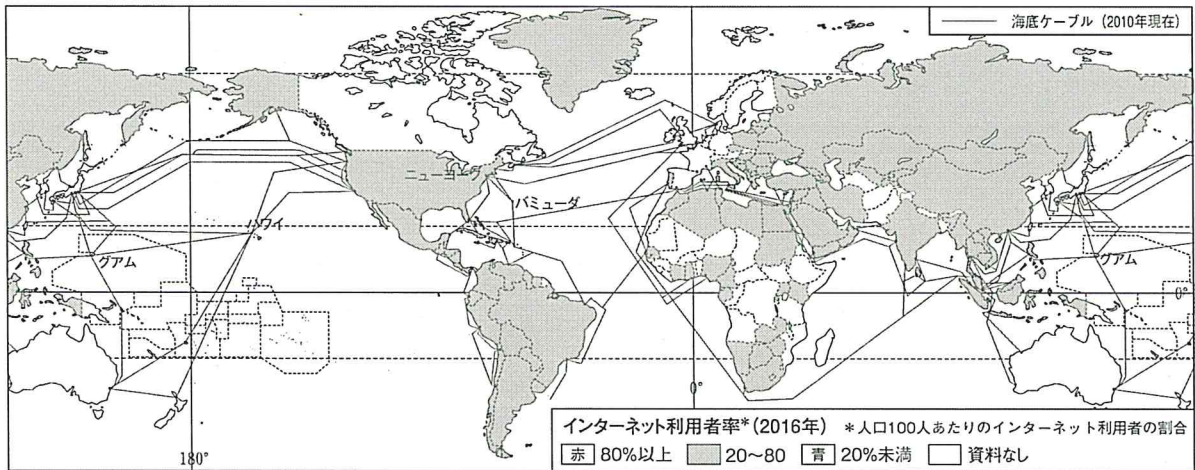 海底ケーブル(2010年現在)
ニューヨーク
バミューダ
ハワイ
グアム
グアム
0°
0°
180°
インターネット利用者率*(2016年) *人口100人あたりのインターネット利用者の割合
赤 80%以上 20〜80 青 20%未満 資料なし